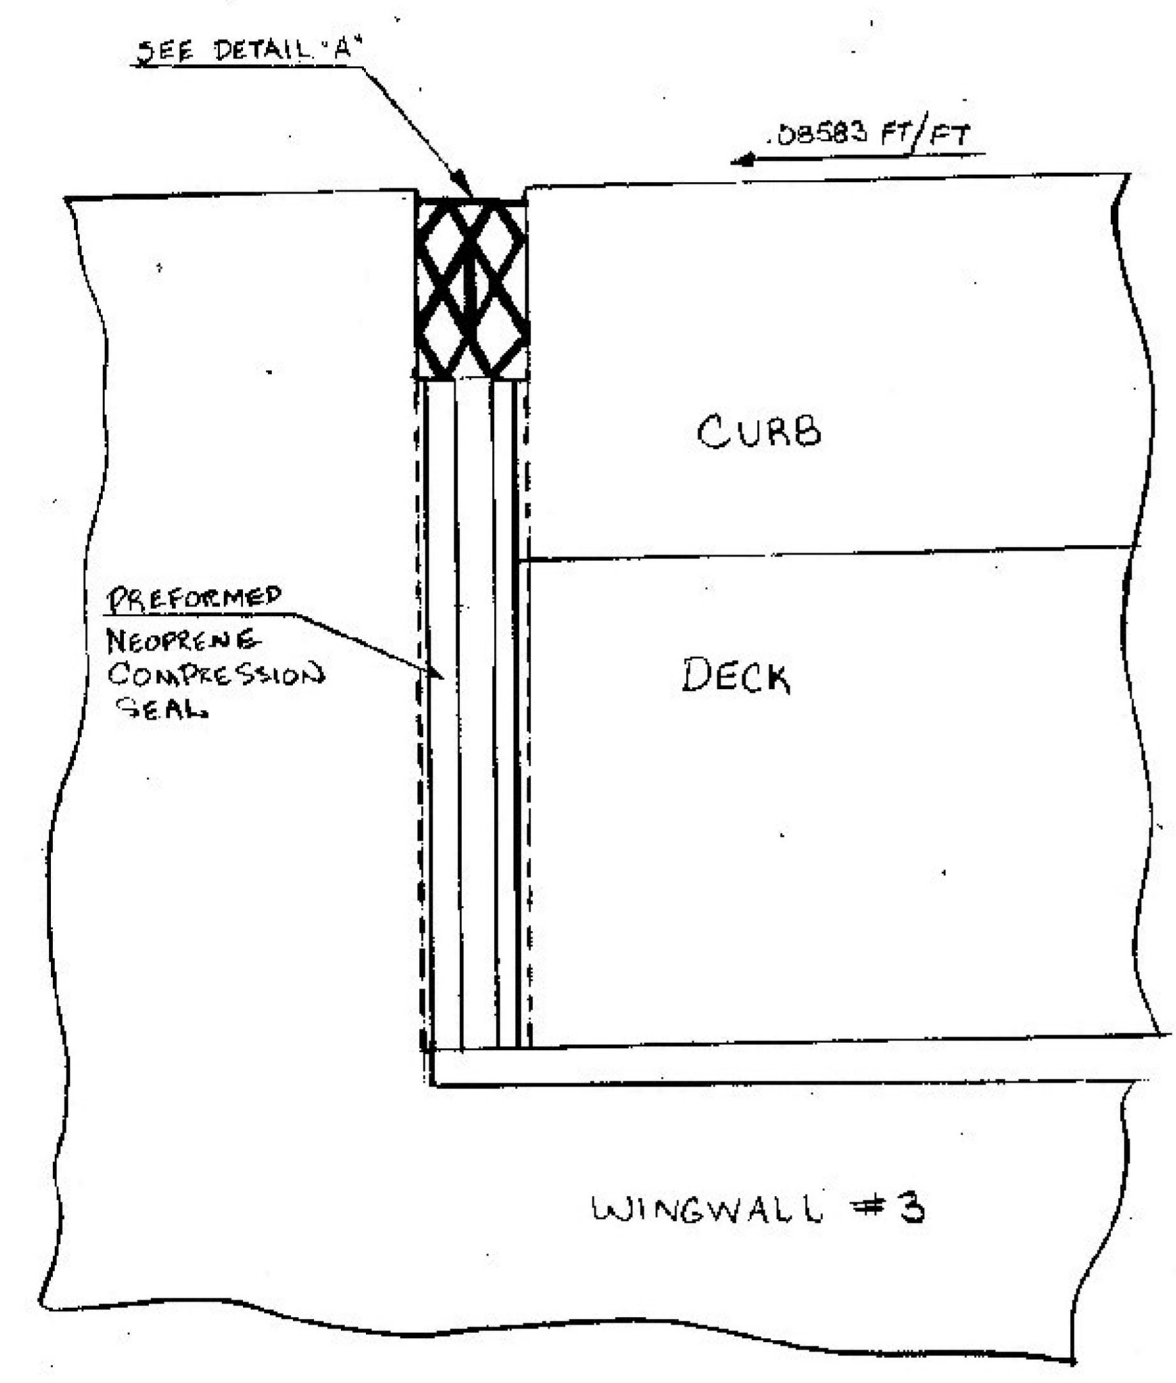 SEE DETAIL "A"
.08583 FT/FT
CURB
PREFORMED
NEOPRENE
COMPRESSION
SEAL
DECK
WINGWALL #3